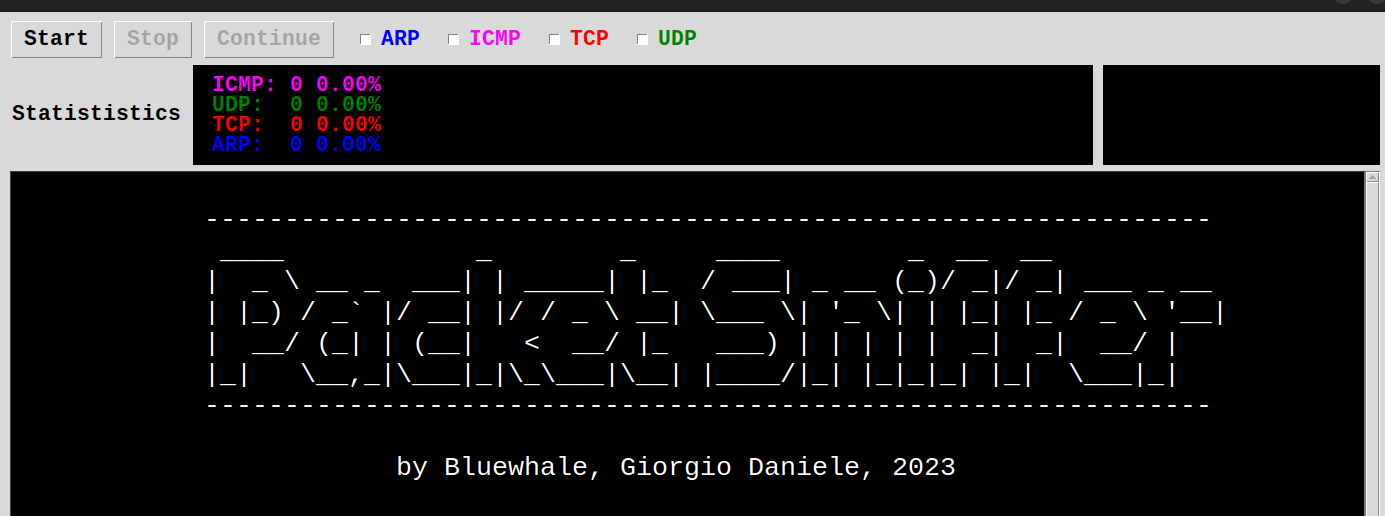 Start Stop Continue ARP ICMP TCP UDP
Statististics
ICMP: 0 0.00%
UDP: 0 0.00%
TCP: 0 0.00%
ARP: 0 0.00%
Packet Sniffer
by Bluewhale, Giorgio Daniele, 2023